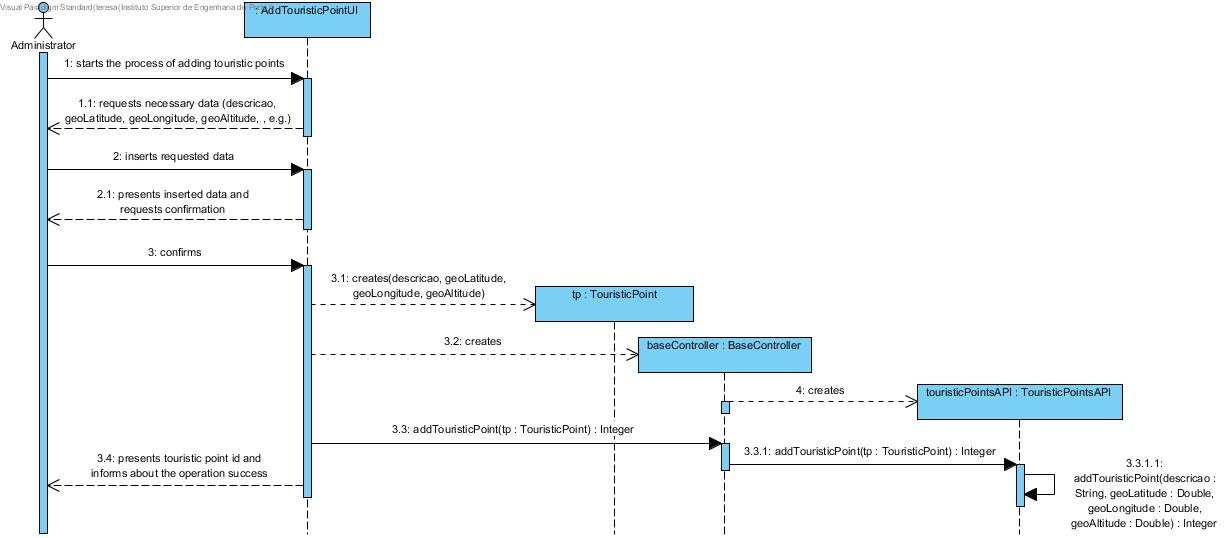 Visual Paradigm Standard(teresa(Instituto Superior de Engenharia do
: AddTouristicPointUI
Administrator
1: starts the process of adding touristic points
1.1: requests necessary data (descricao,
geoLatitude, geoLongitude, geoAltitude, , e.g.)
2: inserts requested data
2.1: presents inserted data and
requests confirmation
3: confirms
3.1: creates(descricao, geoLatitude,
geoLongitude, geoAltitude)
tp : TouristicPoint
3.2: creates
baseController : BaseController
4: creates
touristicPointsAPI : TouristicPointsAPI
3.3: addTouristicPoint(tp : TouristicPoint) : Integer
3.3.1: addTouristicPoint(tp : TouristicPoint) : Integer
3.4: presents touristic point id and
informs about the operation success
3.3.1.1:
addTouristicPoint(descricao :
String, geoLatitude : Double,
geoLongitude : Double,
geoAltitude : Double) : Integer